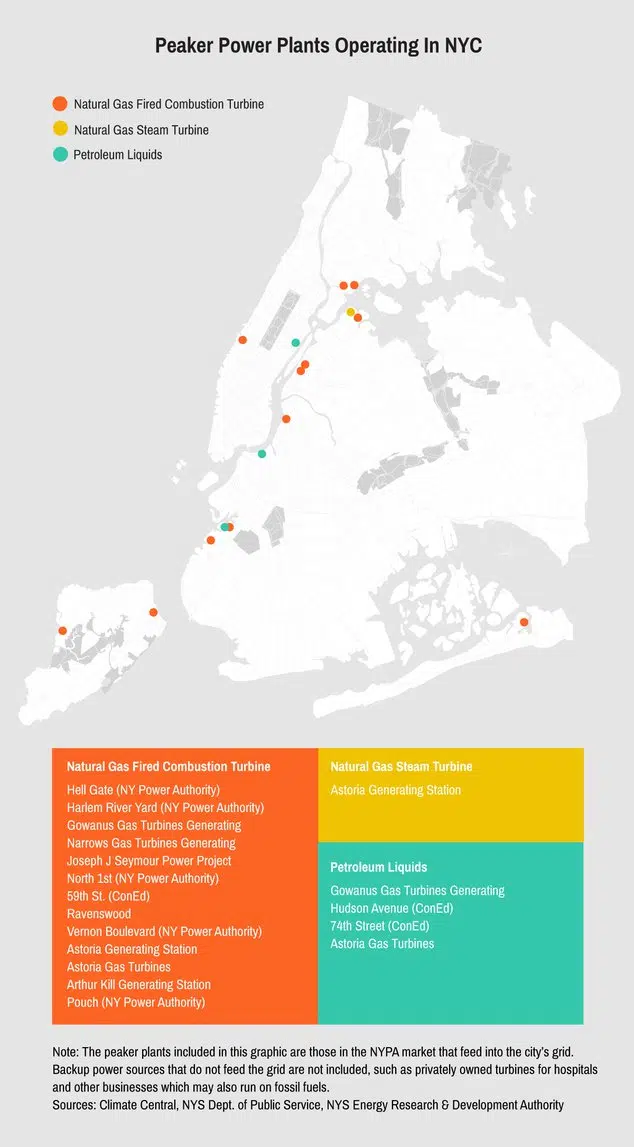 Peaker Power Plants Operating In NYC
Natural Gas Fired Combustion Turbine
Natural Gas Steam Turbine
Petroleum Liquids
Natural Gas Fired Combustion Turbine
Hell Gate (NY Power Authority)
Harlem River Yard (NY Power Authority)
Gowanus Gas Turbines Generating
Narrows Gas Turbines Generating
Joseph J Seymour Power Project
North 1st (NY Power Authority)
59th St. (ConEd)
Ravenswood
Vernon Boulevard (NY Power Authority)
Astoria Generating Station
Astoria Gas Turbines
Arthur Kill Generating Station
Pouch (NY Power Authority)
Natural Gas Steam Turbine
Astoria Generating Station
Petroleum Liquids
Gowanus Gas Turbines Generating
Hudson Avenue (ConEd)
74th Street (ConEd)
Astoria Gas Turbines
Note: The peaker plants included in this graphic are those in the NYPA market that feed into the city's grid.
Backup power sources that do not feed the grid are not included, such as privately owned turbines for hospitals
and other businesses which may also run on fossil fuels.
Sources: Climate Central, NYS Dept. of Public Service, NYS Energy Research & Development Authority